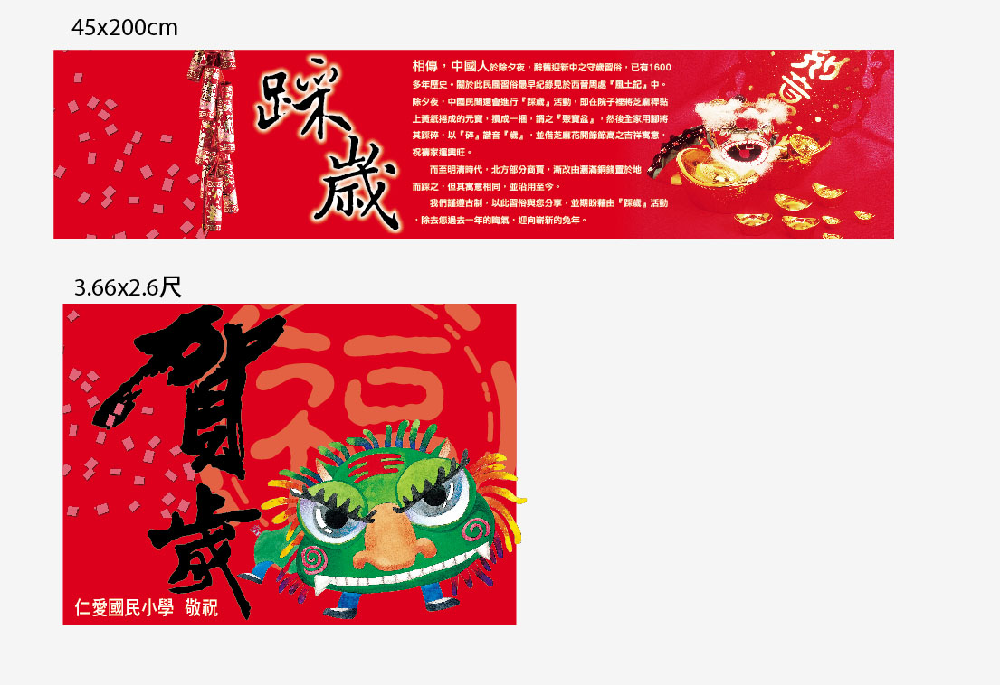 45x200cm
踩歲
相傳，中國人於除夕夜，辭舊迎新中之守歲習俗，已有1600
多年歷史。關於此民風習俗最早紀錄見於西晉周處『風土記』中。
除夕夜，中國民間還會進行『踩歲』活動，即在院子裡將芝麻稈黏
上黃紙捲成的元寶，攢成一捆，謂之『聚寶盆』，然後全家用腳將
其踩碎，以『碎』諧音『歲』，並借芝麻花開節節高之吉祥寓意，
祝禱家運興旺。
而至明清時代，北方部分商賈，漸改由灑滿銅錢置於地
而踩之，但其寓意相同，並沿用至今。
我們謹遵古制，以此習俗與您分享，並期盼藉由『踩歲』活動
，除去您過去一年的晦氣，迎向嶄新的兔年。
3.66x2.6尺
賀歲
福
仁愛國民小學 敬祝